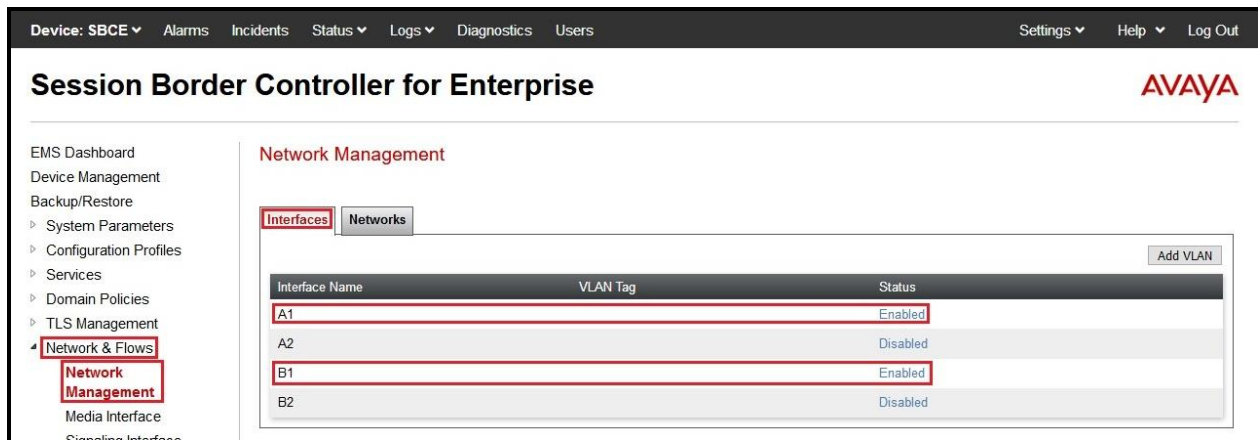 Device: SBCE Alarms Incidents Status Logs Diagnostics Users Settings Help Log Out
Session Border Controller for Enterprise
AVAYA
EMS Dashboard
Device Management
Backup/Restore
System Parameters
Configuration Profiles
Services
Domain Policies
TLS Management
Network & Flows
Network
Management
Media Interface
Signaling Interface
Network Management
Interfaces Networks
Add VLAN
Interface Name VLAN Tag Status
A1 Enabled
A2 Disabled
B1 Enabled
B2 Disabled